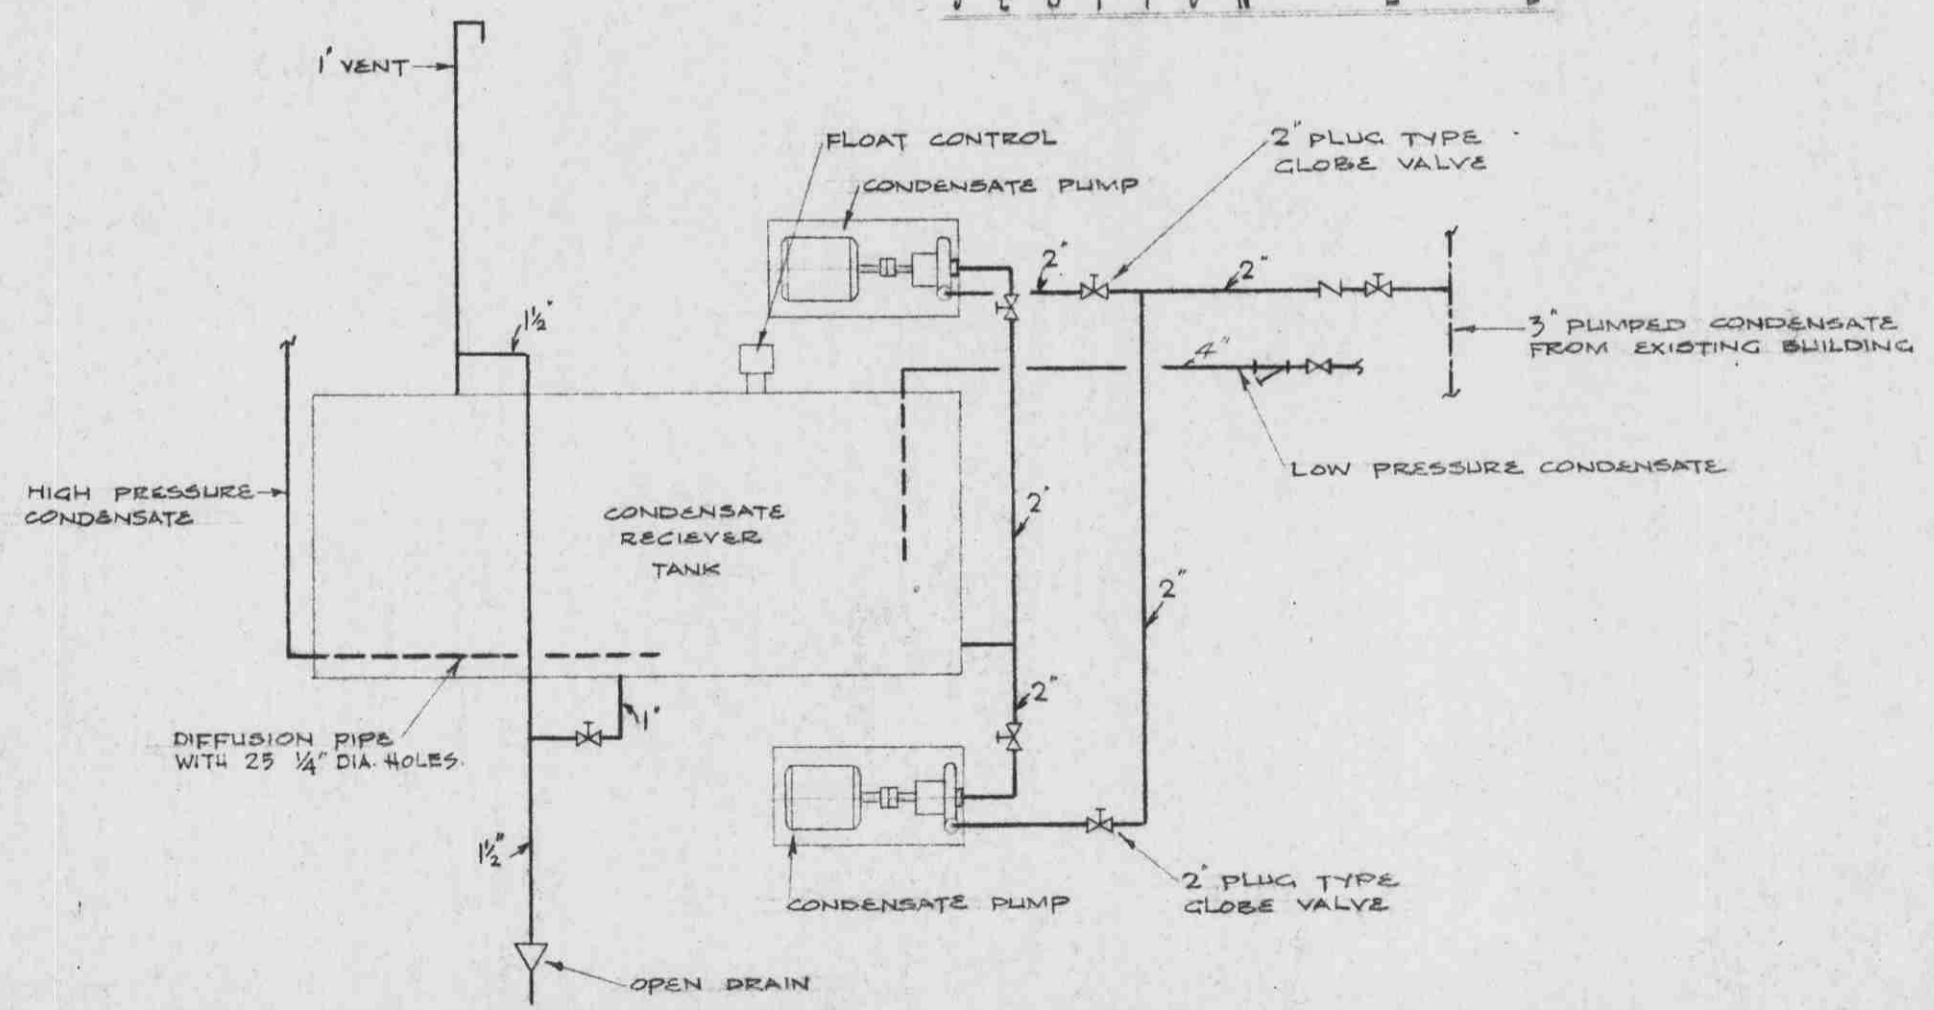 1" VENT
FLOAT CONTROL
CONDENSATE PUMP
2" PLUG TYPE
GLOBE VALVE
2"
2"
3" PUMPED CONDENSATE
FROM EXISTING BUILDING
1½"
4"
LOW PRESSURE CONDENSATE
HIGH PRESSURE
CONDENSATE
CONDENSATE
RECIEVER
TANK
2"
2"
2"
1"
DIFFUSION PIPE
WITH 25 ¼" DIA. HOLES.
1½"
CONDENSATE PUMP
2" PLUG TYPE
GLOBE VALVE
OPEN DRAIN